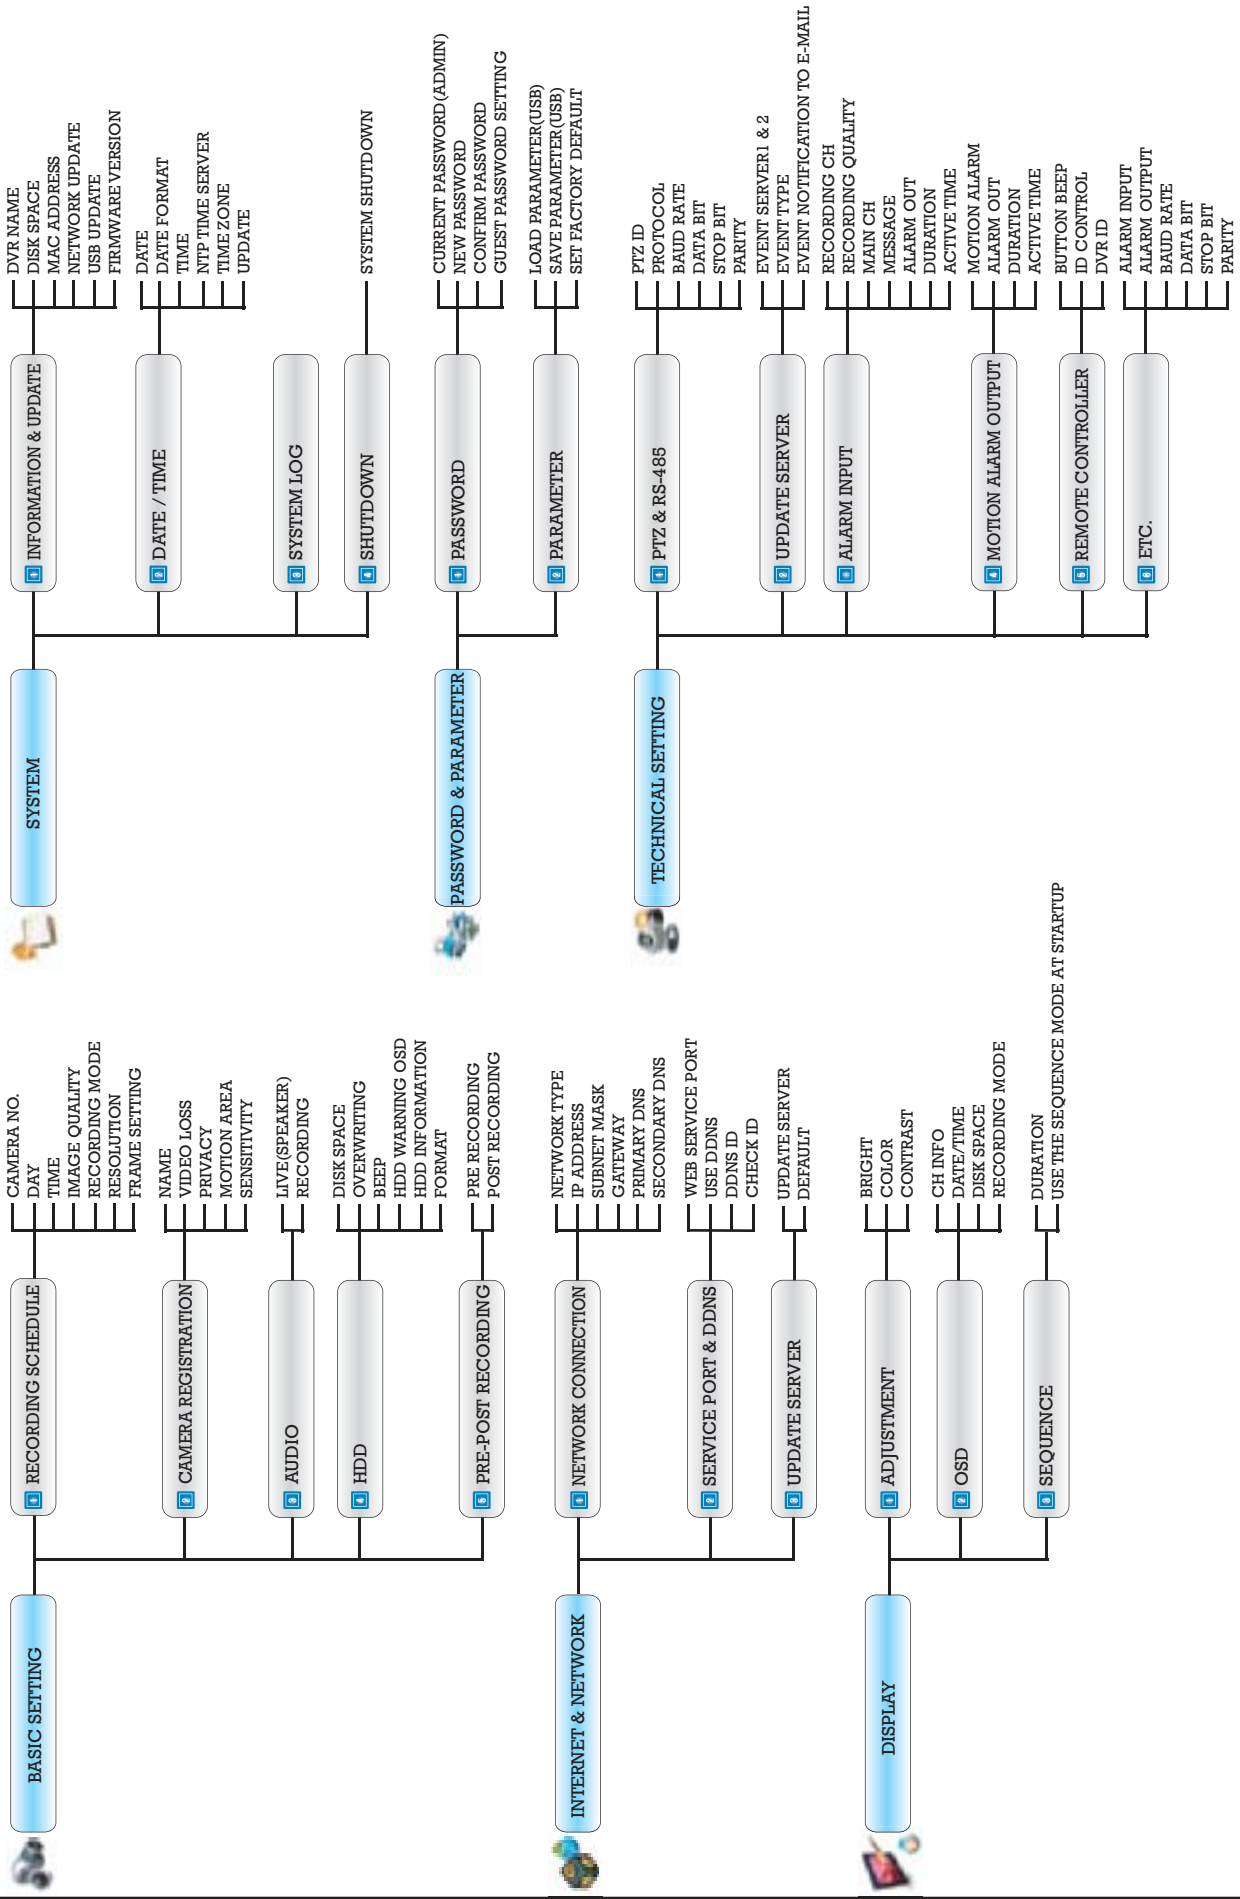 BASIC SETTING
1 RECORDING SCHEDULE
CAMERA NO.
DAY
TIME
IMAGE QUALITY
RECORDING MODE
RESOLUTION
FRAME SETTING
2 CAMERA REGISTRATION
NAME
VIDEO LOSS
PRIVACY
MOTION AREA
SENSITIVITY
3 AUDIO
LIVE(SPEAKER)
RECORDING
4 HDD
DISK SPACE
OVERWRITING
BEEP
HDD WARNING OSD
HDD INFORMATION
FORMAT
5 PRE-POST RECORDING
PRE RECORDING
POST RECORDING
INTERNET & NETWORK
1 NETWORK CONNECTION
NETWORK TYPE
IP ADDRESS
SUBNET MASK
GATEWAY
PRIMARY DNS
SECONDARY DNS
2 SERVICE PORT & DDNS
WEB SERVICE PORT
USE DDNS
DDNS ID
CHECK ID
3 UPDATE SERVER
UPDATE SERVER
DEFAULT
DISPLAY
1 ADJUSTMENT
BRIGHT
COLOR
CONTRAST
2 OSD
CH INFO
DATE/TIME
DISK SPACE
RECORDING MODE
3 SEQUENCE
DURATION
USE THE SEQUENCE MODE AT STARTUP
SYSTEM
1 INFORMATION & UPDATE
DVR NAME
DISK SPACE
MAC ADDRESS
NETWORK UPDATE
USB UPDATE
FIRMWARE VERSION
2 DATE / TIME
DATE
DATE FORMAT
TIME
NTP TIME SERVER
TIME ZONE
UPDATE
3 SYSTEM LOG
4 SHUTDOWN
SYSTEM SHUTDOWN
PASSWORD & PARAMETER
1 PASSWORD
CURRENT PASSWORD(ADMIN)
NEW PASSWORD
CONFIRM PASSWORD
GUEST PASSWORD SETTING
2 PARAMETER
LOAD PARAMETER(USB)
SAVE PARAMETER(USB)
SET FACTORY DEFAULT
TECHNICAL SETTING
1 PTZ & RS-485
PTZ ID
PROTOCOL
BAUD RATE
DATA BIT
STOP BIT
PARITY
2 UPDATE SERVER
EVENT SERVER1 & 2
EVENT TYPE
EVENT NOTIFICATION TO E-MAIL
ALARM INPUT
RECORDING CH
RECORDING QUALITY
MAIN CH
MESSAGE
ALARM OUT
DURATION
ACTIVE TIME
4 MOTION ALARM OUTPUT
MOTION ALARM
ALARM OUT
DURATION
ACTIVE TIME
5 REMOTE CONTROLLER
BUTTON BEEP
ID CONTROL
DVR ID
6 ETC.
ALARM INPUT
ALARM OUTPUT
BAUD RATE
DATA BIT
STOP BIT
PARITY